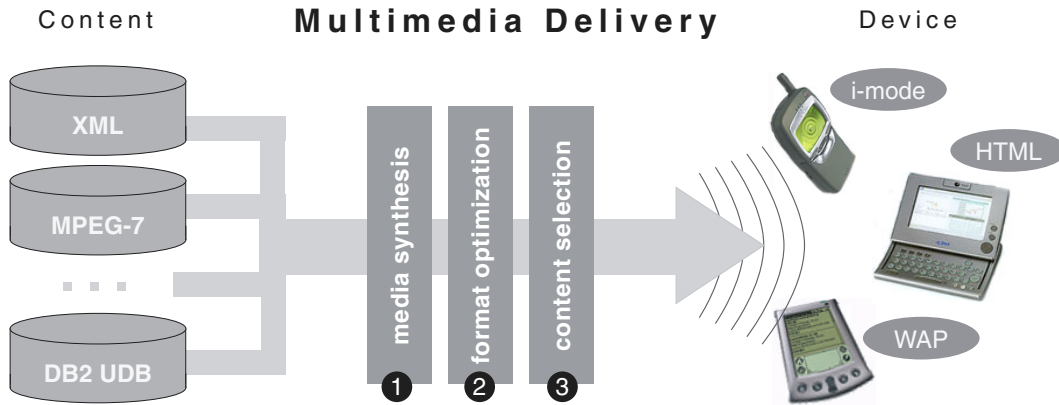 Content
Multimedia Delivery
Device
XML
MPEG-7
...
DB2 UDB
media synthesis
format optimization
content selection
1
2
3
i-mode
HTML
WAP